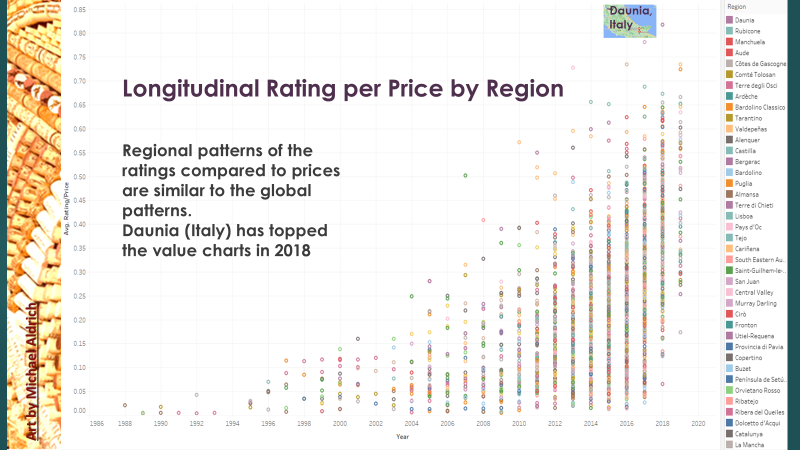 Daunia,
Italy
Longitudinal Rating per Price by Region
Regional patterns of the
ratings compared to prices
are similar to the global
patterns.
Daunia (Italy) has topped
the value charts in 2018
Art by Michael Aldrich
Avg. Rating/Price
0.85
0.80
0.75
0.70
0.65
0.60
0.55
0.50
0.45
0.40
0.35
0.30
0.25
0.20
0.15
0.10
0.05
0.00
1986
1988
1990
1992
1994
1996
1998
2000
2002
2004
2006
2008
2010
2012
2014
2016
2018
2020
Year
Region
Daunia
Rubicone
Manchuela
Aude
Côtes de Gascogne
Comté Tolosan
Terre degli Osci
Ardèche
Bardolino Classico
Tarantino
Valdepeñas
Alenquer
Castilla
Bergerac
Bardolino
Puglia
Almansa
Terre di Chieti
Lisboa
Pays d'Oc
Tejo
Cariñena
South Eastern Au..
Saint-Guilhem-le-..
San Juan
Central Valley
Murray Darling
Cirò
Fronton
Utiel-Requena
Provincia di Pavia
Copertino
Buzet
Península de Setú..
Orvietano Rosso
Ribatejo
Ribera del Queiles
Dolcetto d'Acqui
Catalunya
La Mancha